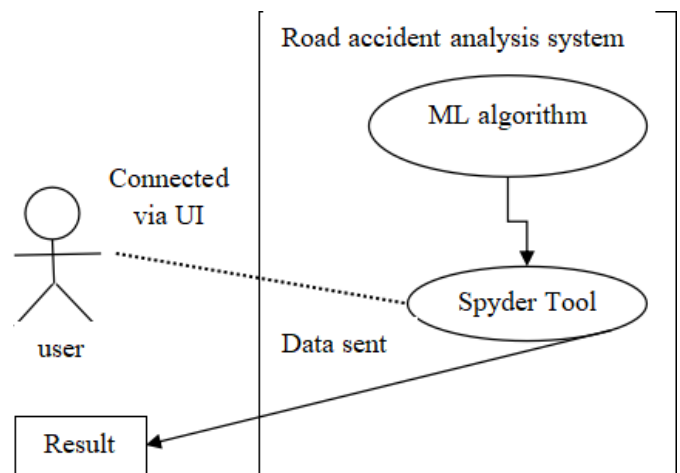 Road accident analysis system
ML algorithm
Connected
via UI
Spyder Tool
user
Data sent
Result